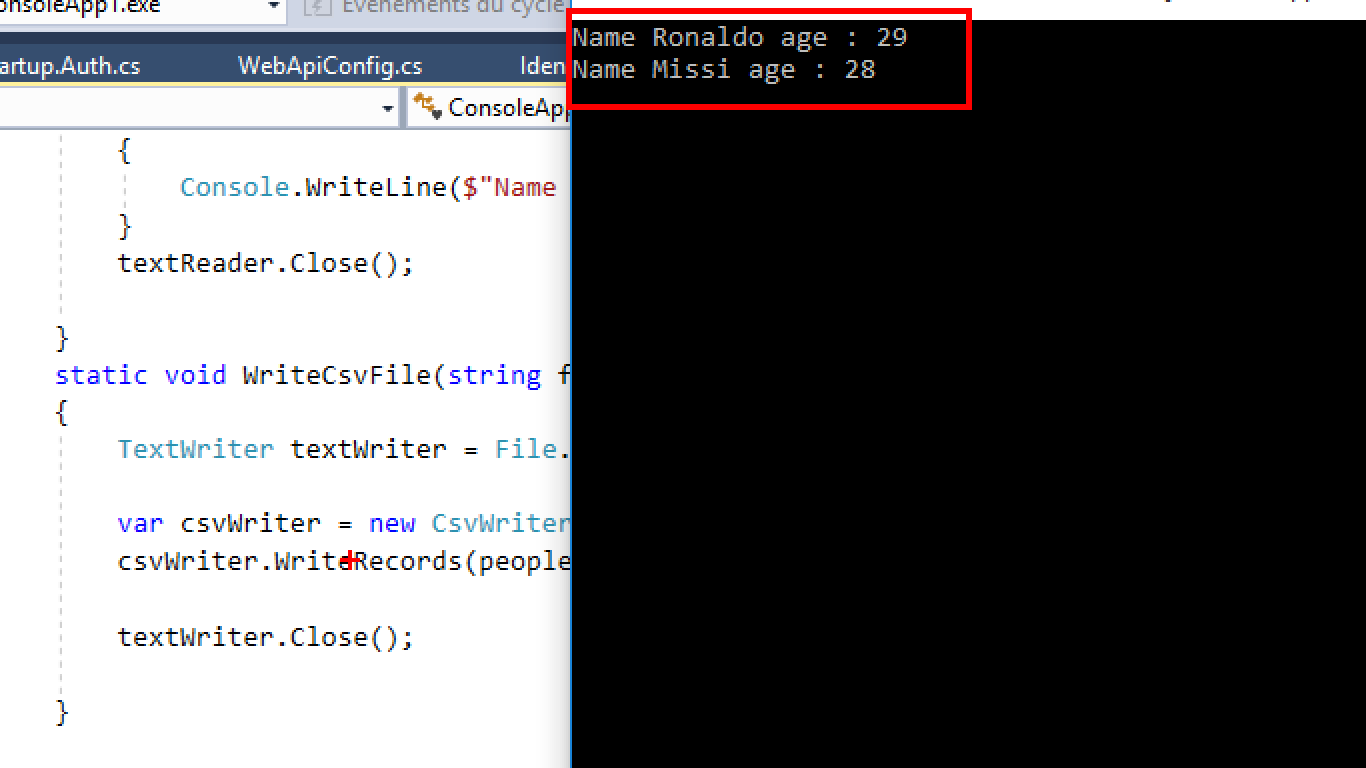 onsoleApp1.exe
Evénements du cycle
artup.Auth.cs WebApiConfig.cs Iden
ConsoleApp
{
Console.WriteLine($"Name
}
textReader.Close();
}
static void WriteCsvFile(string f
{
TextWriter textWriter = File.
var csvWriter = new CsvWriter
csvWriter.WriteRecords(people
textWriter.Close();
}
Name Ronaldo age : 29
Name Missi age : 28